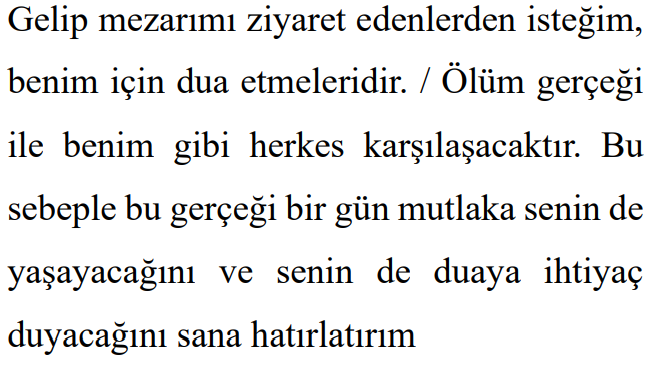 Gelip mezarımı ziyaret edenlerden isteğim,
benim için dua etmeleridir. / Ölüm gerçeği
ile benim gibi herkes karşılaşacaktır. Bu
sebeple bu gerçeği bir gün mutlaka senin de
yaşayacağını ve senin de duaya ihtiyaç
duyacağını sana hatırlatırım